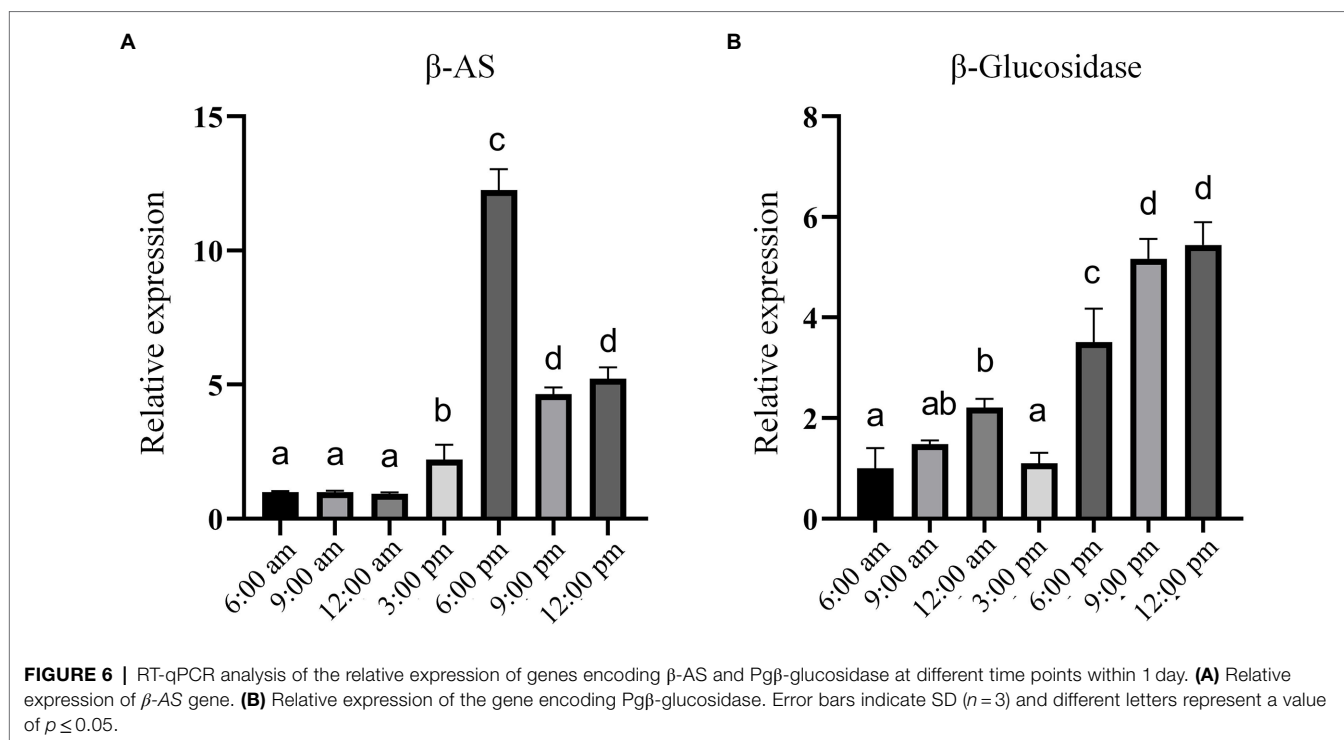 A
β-AS
Relative expression
15
10
5
0
a
a
a
b
c
d
d
6:00 am
9:00 am
12:00 am
3:00 pm
6:00 pm
9:00 pm
12:00 pm
B
β-Glucosidase
Relative expression
8
6
4
2
0
a
ab
b
a
c
d
d
6:00 am
9:00 am
12:00 am
3:00 pm
6:00 pm
9:00 pm
12:00 pm
FIGURE 6 | RT-qPCR analysis of the relative expression of genes encoding β-AS and Pgβ-glucosidase at different time points within 1 day. (A) Relative
expression of β-AS gene. (B) Relative expression of the gene encoding Pgβ-glucosidase. Error bars indicate SD (n = 3) and different letters represent a value
of p ≤ 0.05.